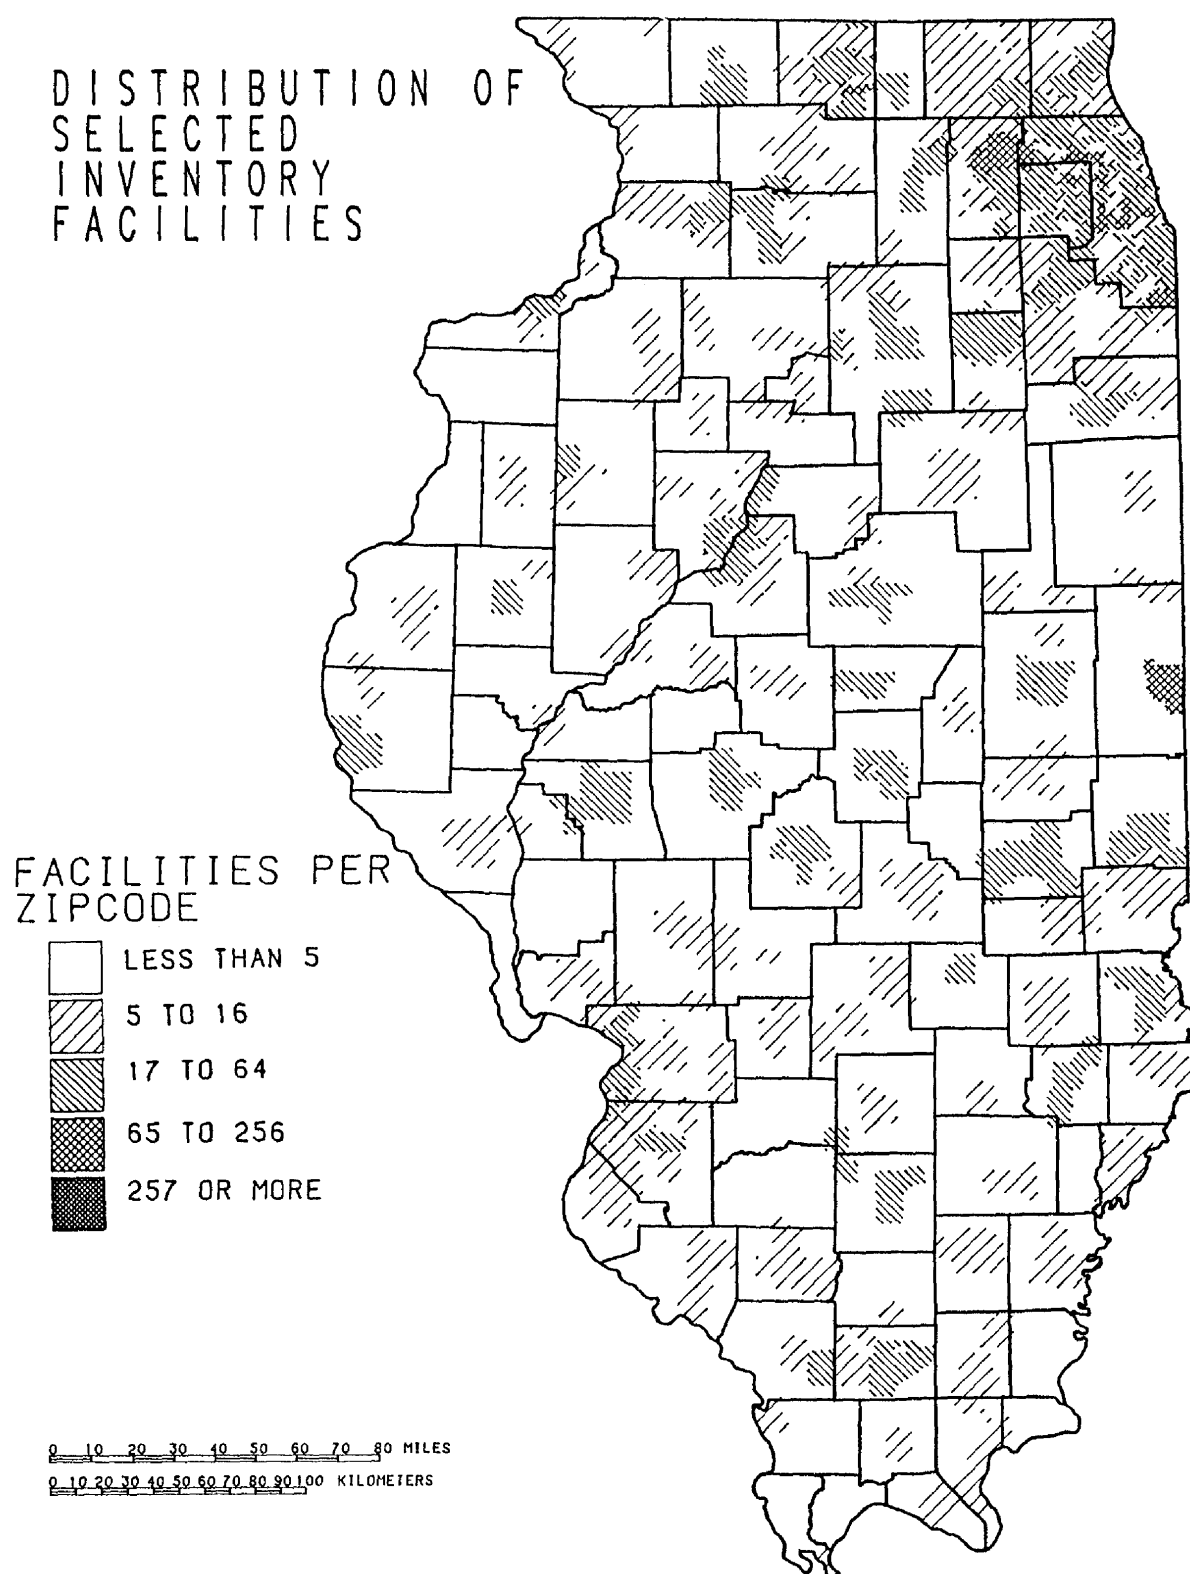 DISTRIBUTION OF
SELECTED
INVENTORY
FACILITIES
FACILITIES PER
ZIPCODE
LESS THAN 5
5 TO 16
17 TO 64
65 TO 256
257 OR MORE
0 10 20 30 40 50 60 70 80 MILES
0 10 20 30 40 50 60 70 80 90 100 KILOMETERS